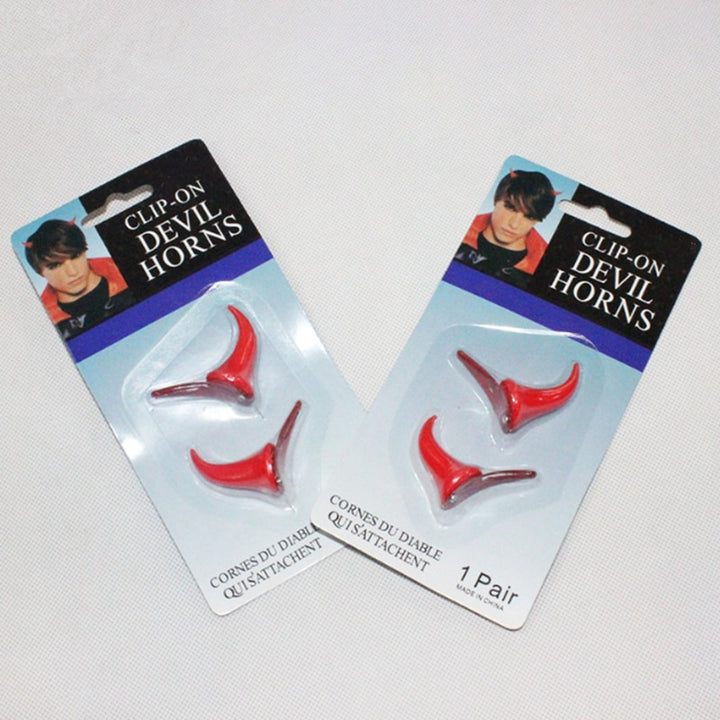 CLIP-ON
DEVIL
HORNS
CORNES DU DIABLE
QUI S'ATTACHENT
CLIP-ON
DEVIL
HORNS
CORNES DU DIABLE
QUI S'ATTACHENT
1 Pair
MADE IN CHINA